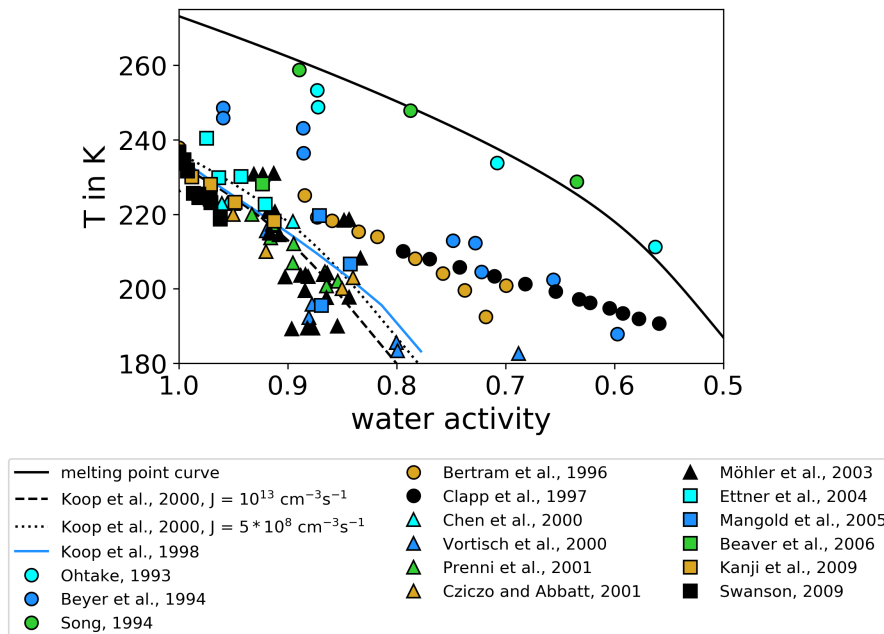 T in K
260
240
220
200
180
1.0 0.9 0.8 0.7 0.6 0.5
water activity
melting point curve
Koop et al., 2000, J = 10¹³ cm⁻³s⁻¹
Koop et al., 2000, J = 5*10⁸ cm⁻³s⁻¹
Koop et al., 1998
Ohtake, 1993
Beyer et al., 1994
Song, 1994
Bertram et al., 1996
Clapp et al., 1997
Chen et al., 2000
Vortisch et al., 2000
Prenni et al., 2001
Cziczo and Abbatt, 2001
Möhler et al., 2003
Ettner et al., 2004
Mangold et al., 2005
Beaver et al., 2006
Kanji et al., 2009
Swanson, 2009